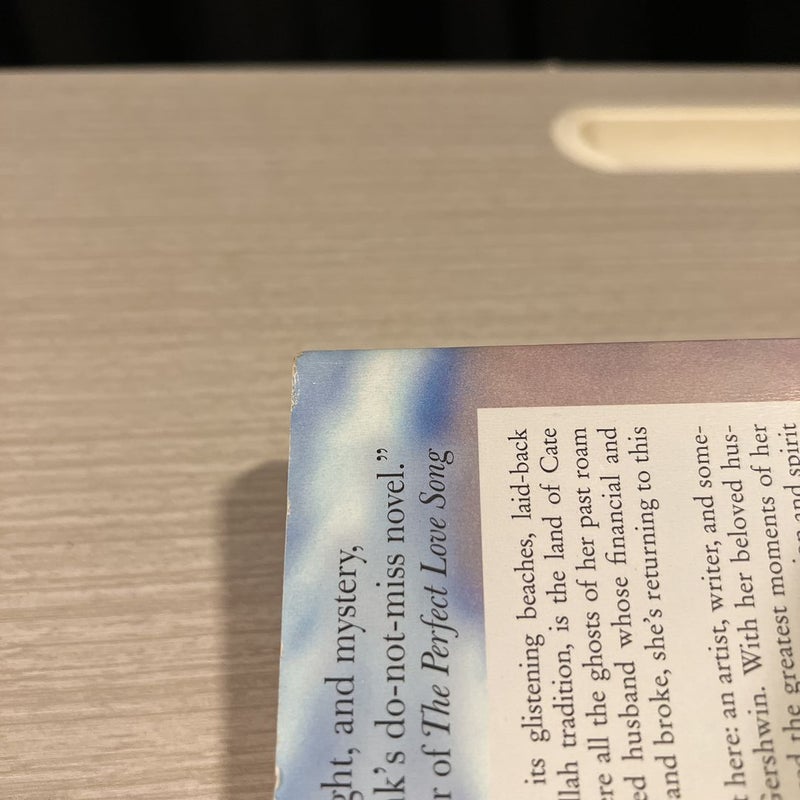 ght, and mystery,
k's do-not-miss novel.”
r of The Perfect Love Song
its glistening beaches, laid-back
llah tradition, is the land of Cate
re all the ghosts of her past roam
ed husband whose financial and
and broke, she's returning to this
t here: an artist, writer, and some-
Gershwin. With her beloved hus-
d the greatest moments of her
and spirit